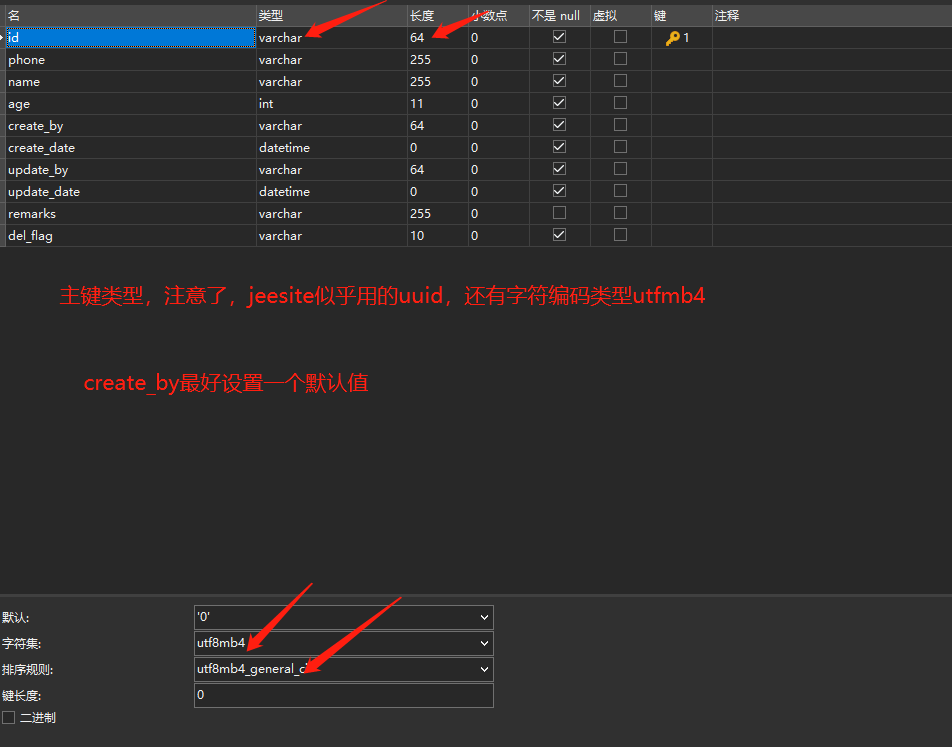 名 类型 长度 小数点 不是 null 虚拟 键 注释
id varchar 64 0 1
phone varchar 255 0
name varchar 255 0
age int 11 0
create_by varchar 64 0
create_date datetime 0 0
update_by varchar 64 0
update_date datetime 0 0
remarks varchar 255 0
del_flag varchar 10 0
主键类型，注意了，jeesite似乎用的uuid，还有字符编码类型utfmb4
create_by最好设置一个默认值
默认: '0'
字符集: utf8mb4
排序规则: utf8mb4_general_ci
键长度: 0
二进制